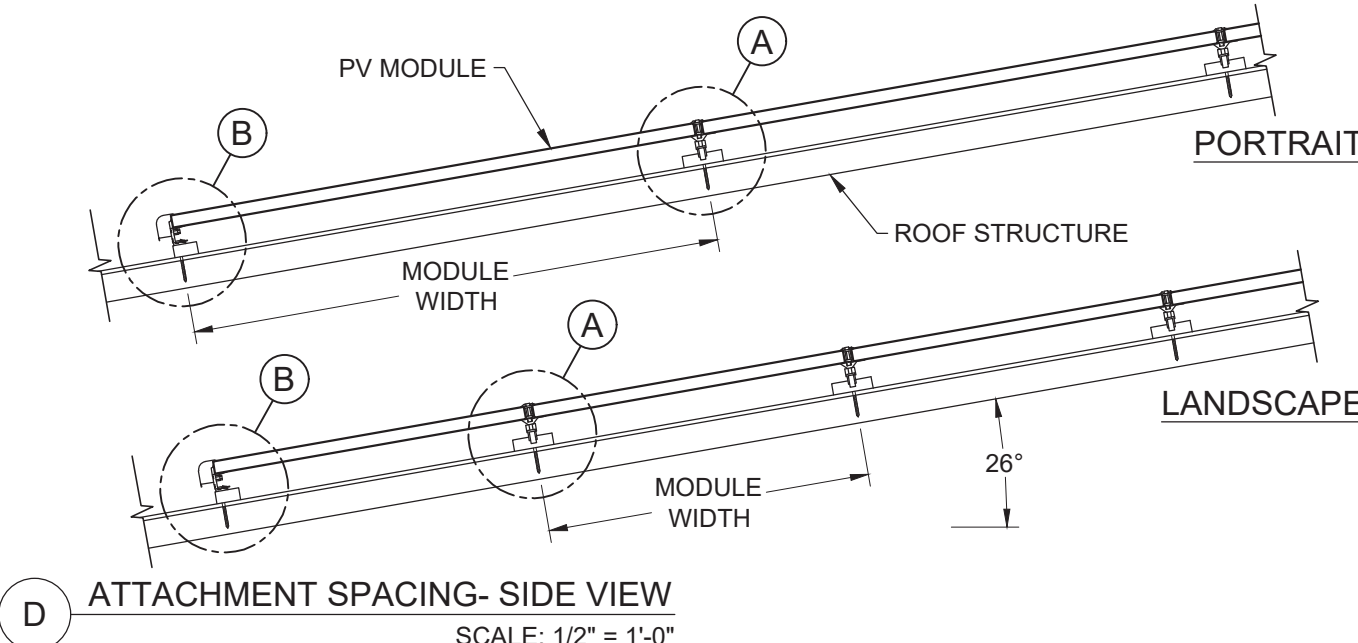 A
PV MODULE
B
PORTRAIT
ROOF STRUCTURE
MODULE
WIDTH
A
B
LANDSCAPE
26°
MODULE
WIDTH
D
ATTACHMENT SPACING- SIDE VIEW
SCALE: 1/2" = 1'-0"